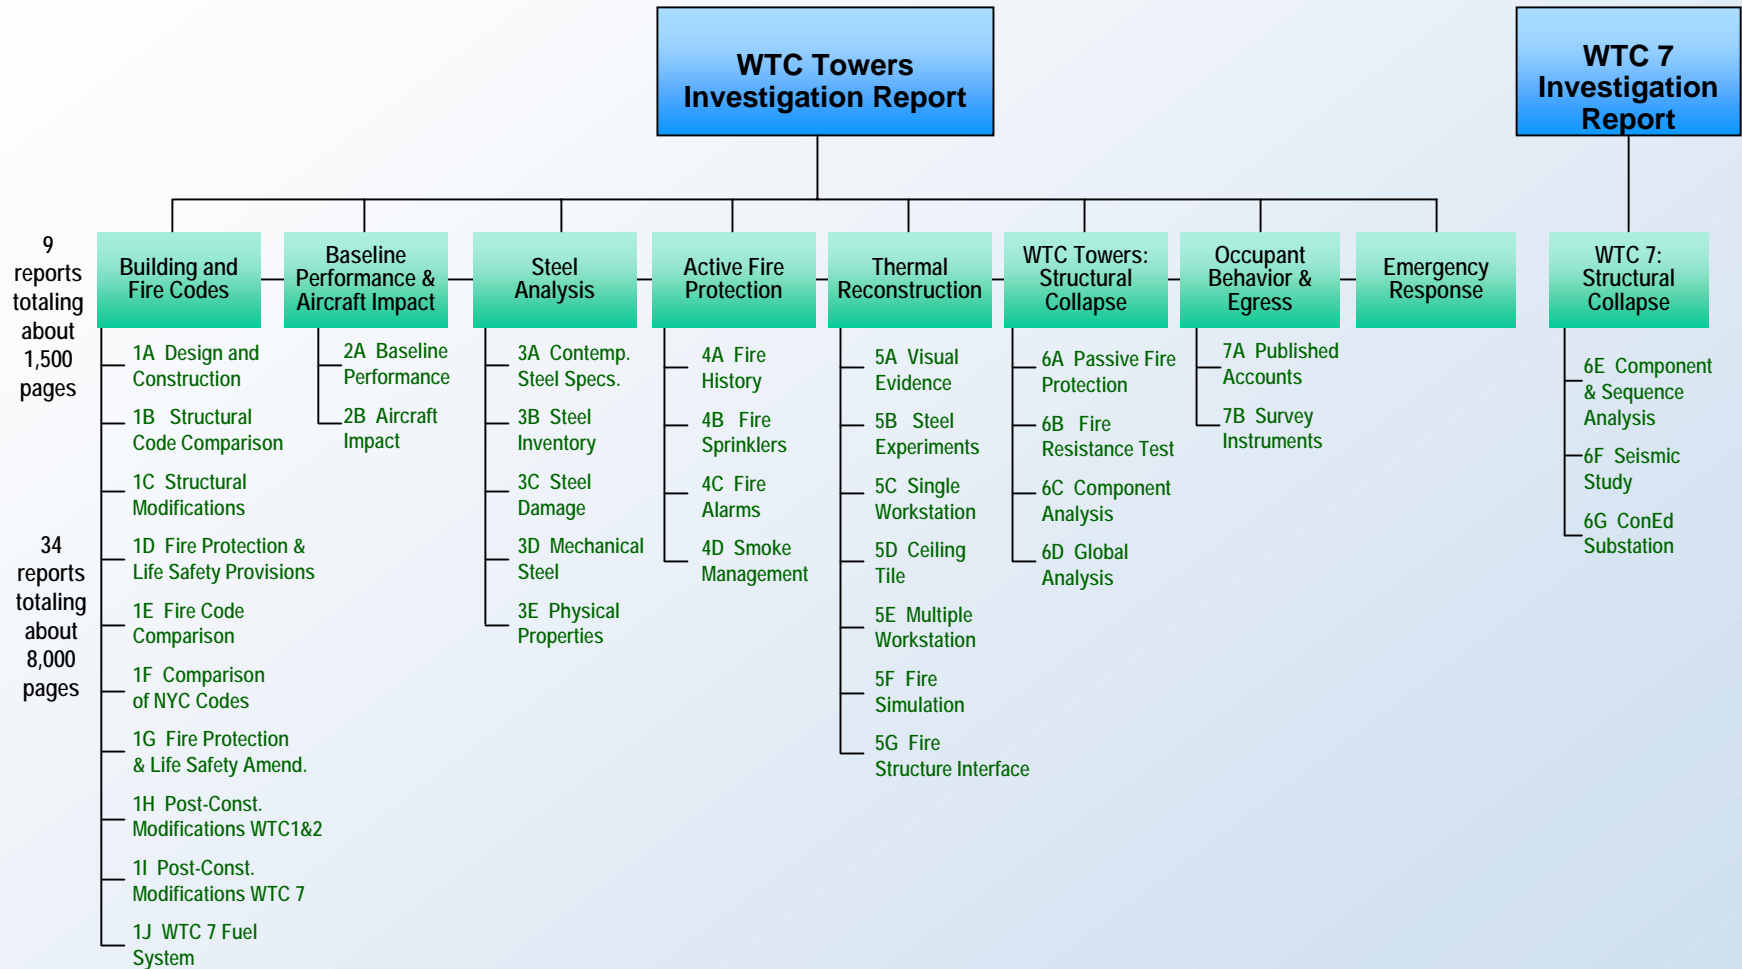 WTC Towers
Investigation Report
WTC 7
Investigation
Report
9
reports
totaling
about
1,500
pages
Building and
Fire Codes
Baseline
Performance &
Aircraft Impact
Steel
Analysis
Active Fire
Protection
Thermal
Reconstruction
WTC Towers:
Structural
Collapse
Occupant
Behavior &
Egress
Emergency
Response
WTC 7:
Structural
Collapse
34
reports
totaling
about
8,000
pages
1A Design and
Construction
1B Structural
Code Comparison
1C Structural
Modifications
1D Fire Protection &
Life Safety Provisions
1E Fire Code
Comparison
1F Comparison
of NYC Codes
1G Fire Protection
& Life Safety Amend.
1H Post-Const.
Modifications WTC1&2
1I Post-Const.
Modifications WTC 7
1J WTC 7 Fuel
System
2A Baseline
Performance
2B Aircraft
Impact
3A Contemp.
Steel Specs.
3B Steel
Inventory
3C Steel
Damage
3D Mechanical
Steel
3E Physical
Properties
4A Fire
History
4B Fire
Sprinklers
4C Fire
Alarms
4D Smoke
Management
5A Visual
Evidence
5B Steel
Experiments
5C Single
Workstation
5D Ceiling
Tile
5E Multiple
Workstation
5F Fire
Simulation
5G Fire
Structure Interface
6A Passive Fire
Protection
6B Fire
Resistance Test
6C Component
Analysis
6D Global
Analysis
7A Published
Accounts
7B Survey
Instruments
6E Component
& Sequence
Analysis
6F Seismic
Study
6G ConEd
Substation